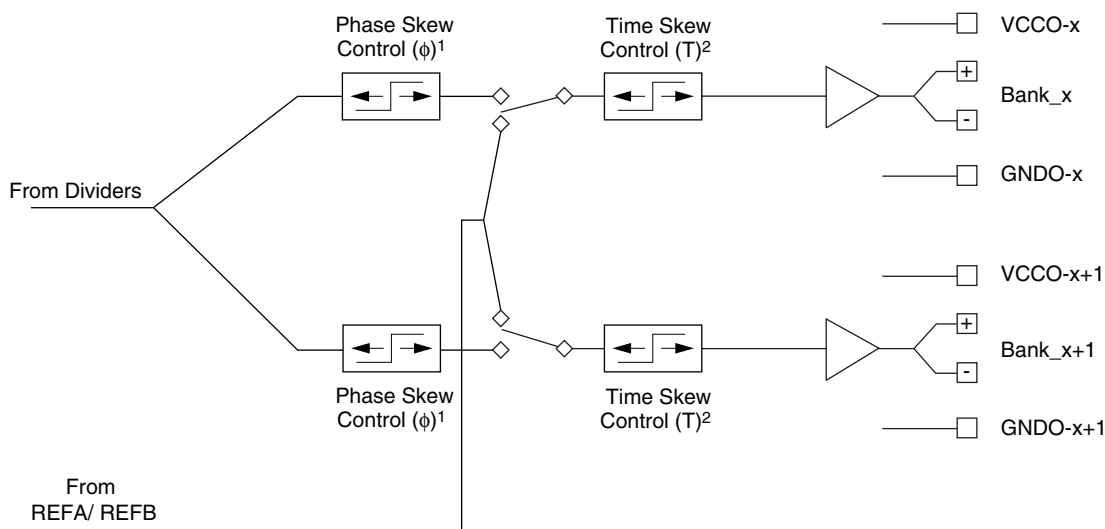 Phase Skew
Control (ϕ)¹
Time Skew
Control (T)²
VCCO-x
+
Bank_x
-
GNDO-x
From Dividers
VCCO-x+1
+
Bank_x+1
-
GNDO-x+1
Phase Skew
Control (ϕ)¹
Time Skew
Control (T)²
From
REFA/ REFB